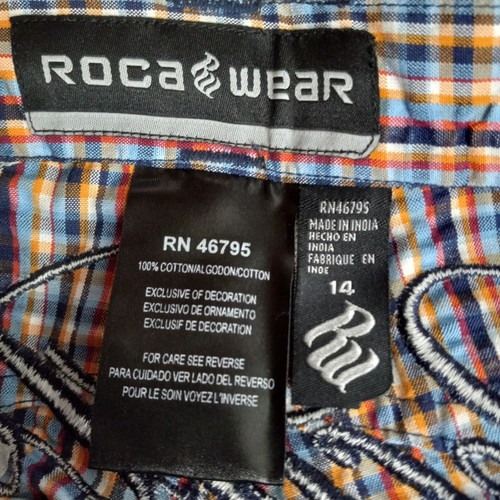 ROCA WEAR
RN 46795
100% COTTON/ALGODON/COTTON
EXCLUSIVE OF DECORATION
EXCLUSIVO DE ORNAMENTO
EXCLUSIF DE DECORATION
FOR CARE SEE REVERSE
PARA CUIDADO VER LADO DEL REVERSO
POUR LE SOIN VOYEZ L'INVERSE
RN46795
MADE IN INDIA
HECHO EN
INDIA
FABRIQUE EN
INDE
14